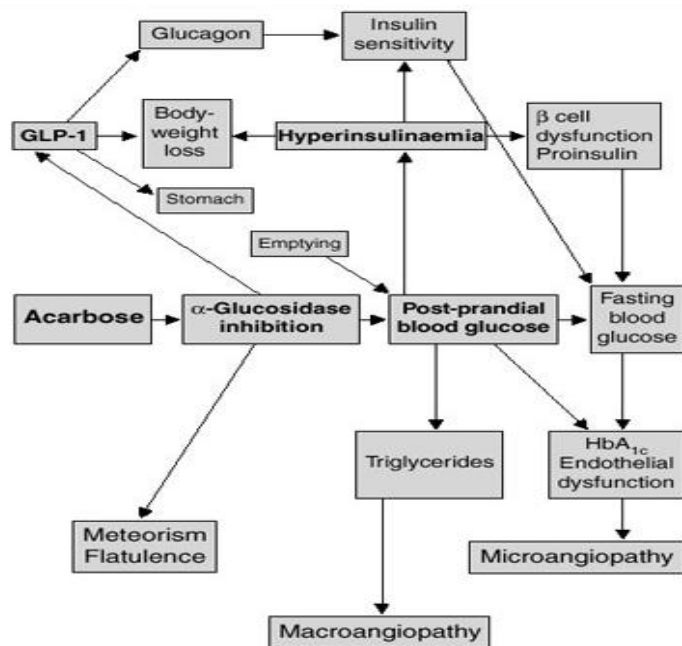 Glucagon
Insulin
sensitivity
GLP-1
Body-
weight
loss
Hyperinsulinaemia
β cell
dysfunction
Proinsulin
Stomach
Emptying
Acarbose
α-Glucosidase
inhibition
Post-prandial
blood glucose
Fasting
blood
glucose
Triglycerides
HbA1c
Endothelial
dysfunction
Meteorism
Flatulence
Microangiopathy
Macroangiopathy